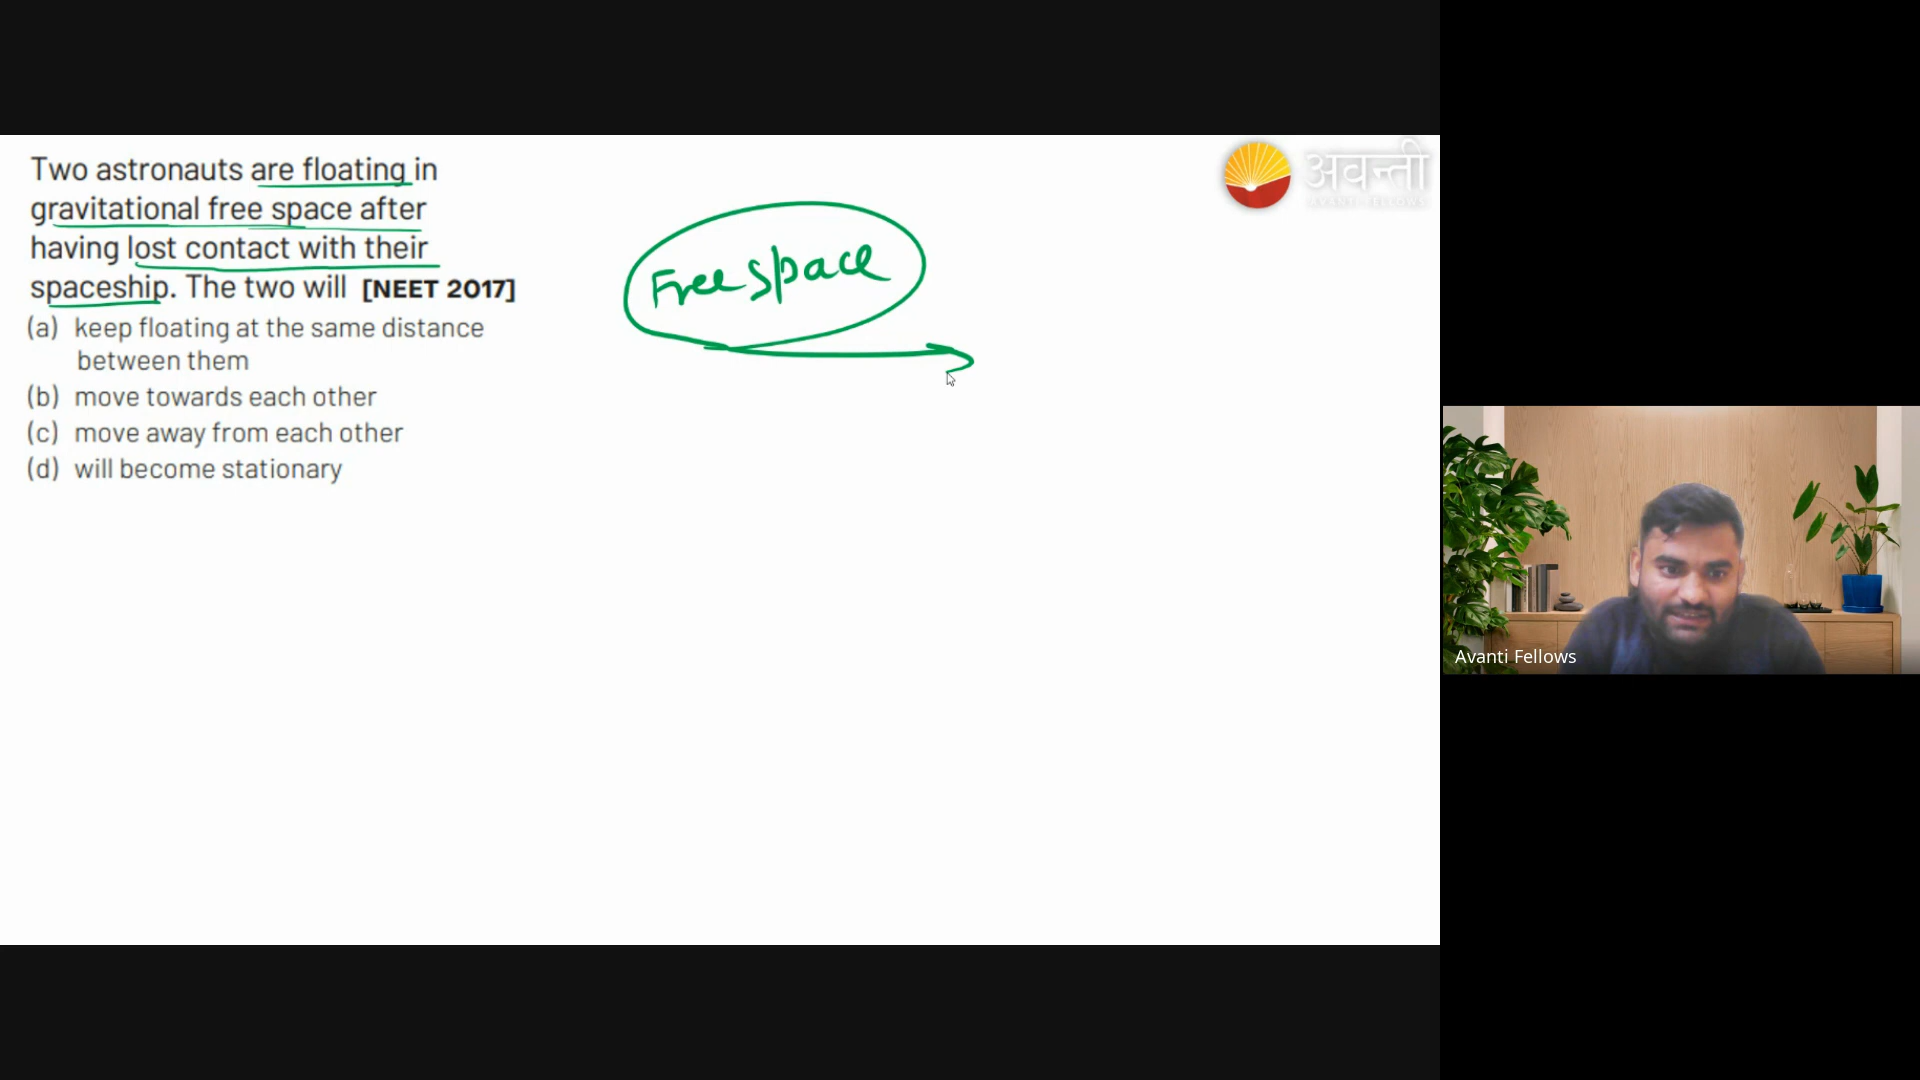 Two astronauts are floating in
gravitational free space after
having lost contact with their
spaceship. The two will [NEET 2017]
(a) keep floating at the same distance
between them
(b) move towards each other
(c) move away from each other
(d) will become stationary
Free space
अवन्ती
AVANTI FELLOWS
Avanti Fellows